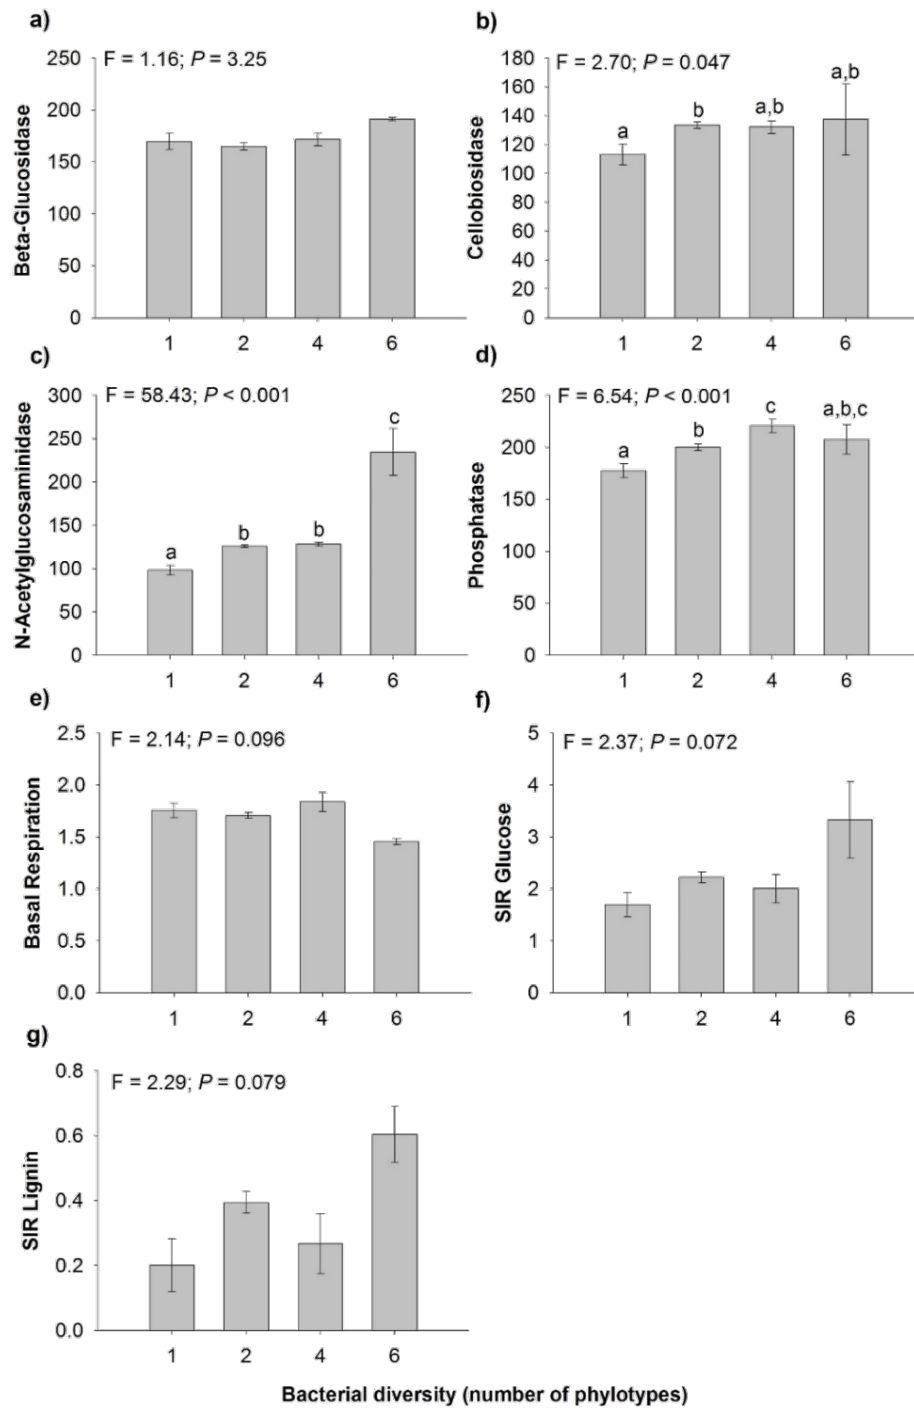 a)
F = 1.16; P = 3.25
Beta-Glucosidase
250
200
150
100
50
0
1 2 4 6
b)
F = 2.70; P = 0.047
Cellobiosidase
180
160
140
120
100
80
60
40
20
0
a b a,b a,b
1 2 4 6
c)
F = 58.43; P < 0.001
N-Acetylglucosaminidase
300
250
200
150
100
50
0
a b b c
1 2 4 6
d)
F = 6.54; P < 0.001
Phosphatase
250
200
150
100
50
0
a b c a,b,c
1 2 4 6
e)
F = 2.14; P = 0.096
Basal Respiration
2.5
2.0
1.5
1.0
0.5
0.0
1 2 4 6
f)
F = 2.37; P = 0.072
SIR Glucose
5
4
3
2
1
0
1 2 4 6
g)
F = 2.29; P = 0.079
SIR Lignin
0.8
0.6
0.4
0.2
0.0
1 2 4 6
Bacterial diversity (number of phylotypes)